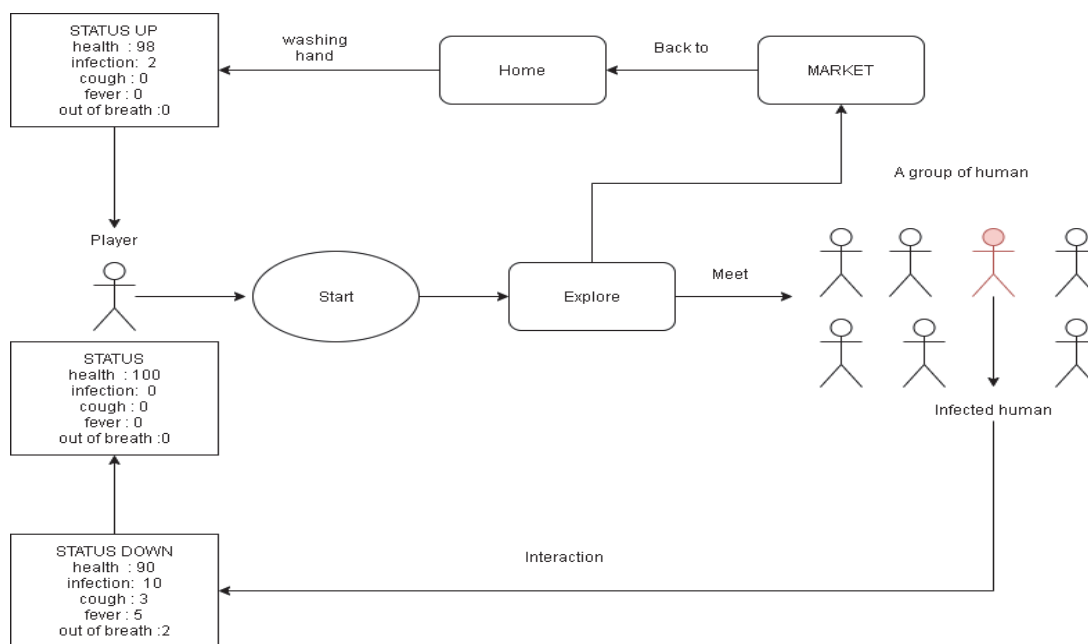 STATUS UP
health : 98
infection: 2
cough : 0
fever : 0
out of breath :0
washing
hand
Home
Back to
MARKET
A group of human
Player
Start
Explore
Meet
STATUS
health : 100
infection: 0
cough : 0
fever : 0
out of breath :0
Infected human
STATUS DOWN
health : 90
infection: 10
cough : 3
fever : 5
out of breath :2
Interaction